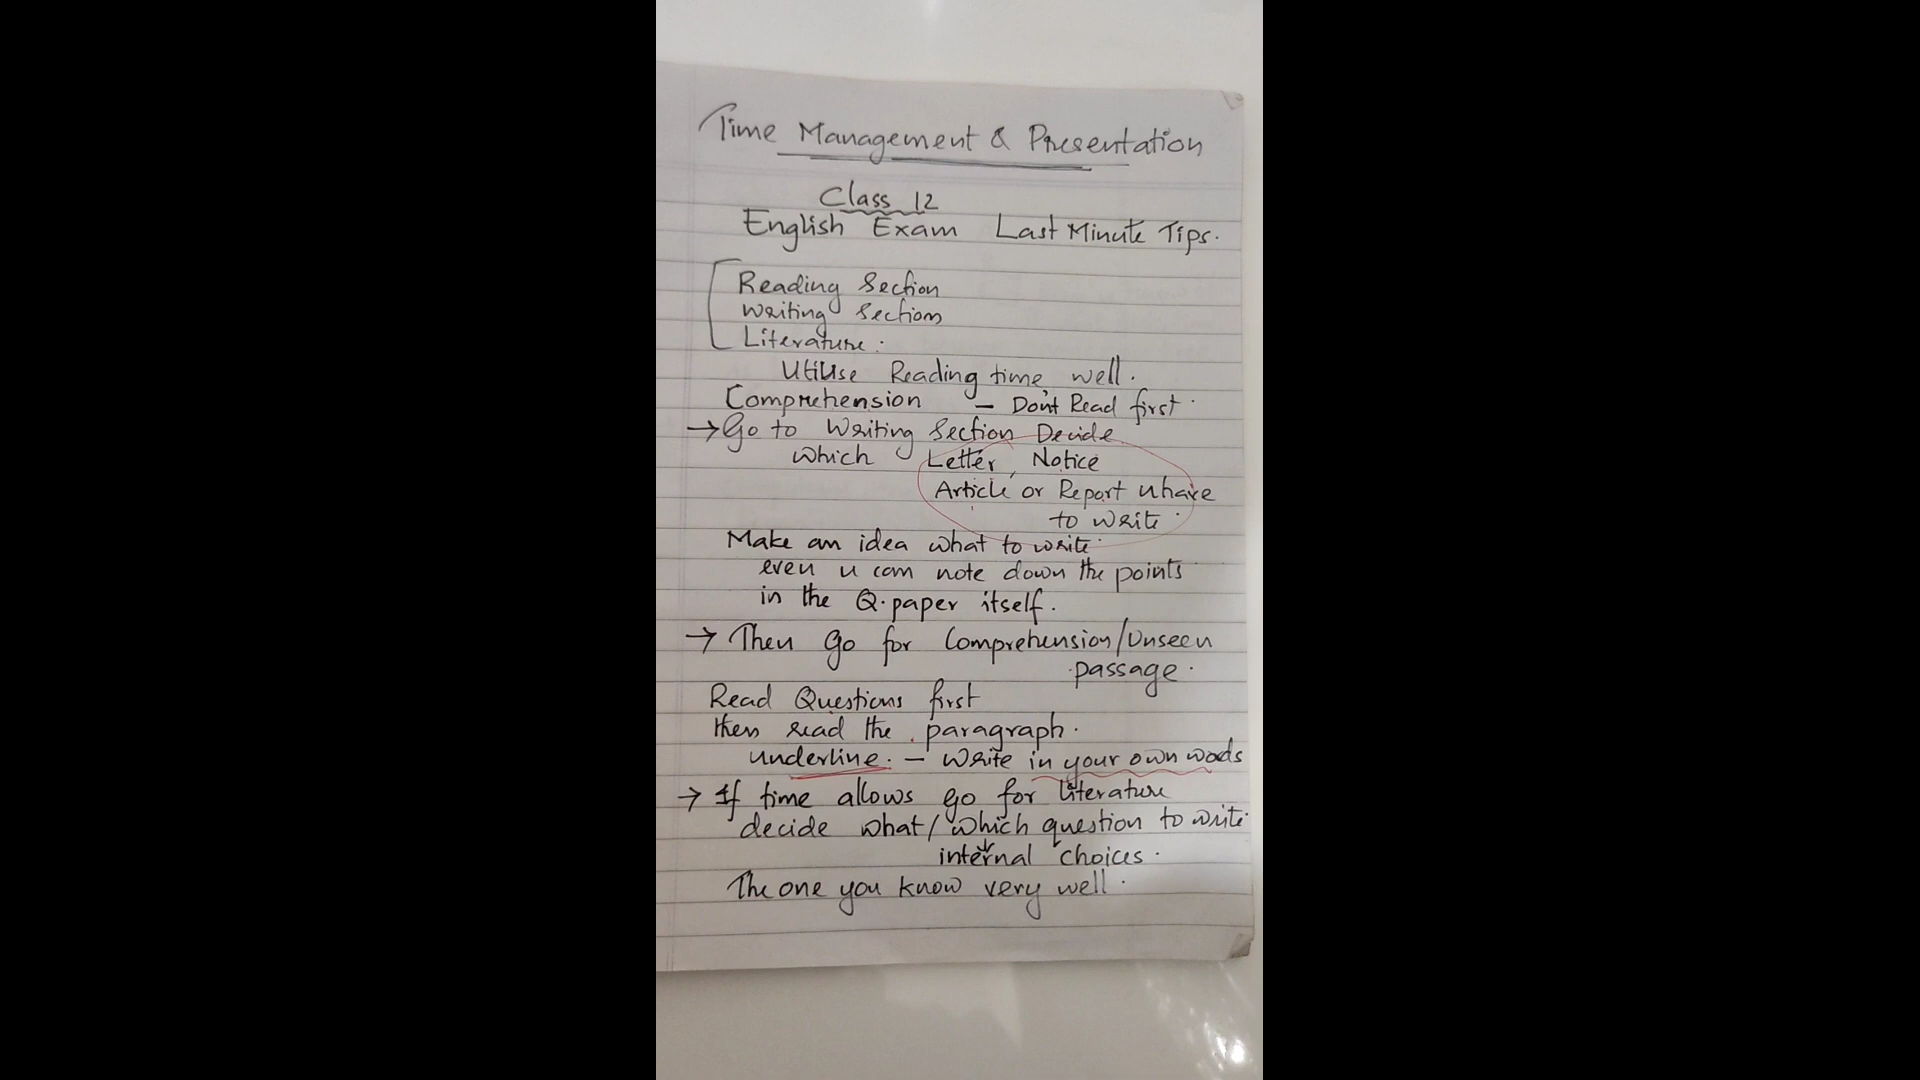 Time Management & Presentation
Class 12
English Exam Last Minute Tips.
Reading Section
Writing Section
Literature.
Utilise Reading time well.
Comprehension - Don't Read first.
→ Go to Writing Section Decide
which Letter, Notice
Article or Report u have
to write.
Make an idea what to write.
even u can note down the points
in the Q.paper itself.
→ Then go for Comprehension/Unseen
passage.
Read Questions first
then read the paragraph.
underline. - Write in your own wods
→ If time allows go for literature
decide what/which question to write.
internal choices.
The one you know very well.